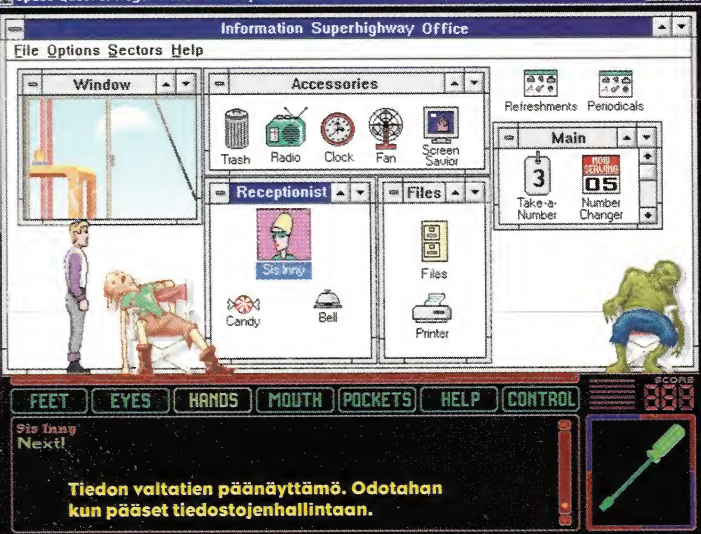 Information Superhighway Office
File Options Sectors Help
Window
Accessories
Trash Radio Clock Fan Screen Savior
Refreshments Periodicals
Main
3
NOW SERVING 05
Take-a-Number
Number Changer
Receptionist
Sis Inny
Candy Bell
Files
Files
Printer
FEET EYES HANDS MOUTH POCKETS HELP CONTROL
SCORE
Sis Inny
Next!
Tiedon valtatien päänäyttämö. Odotahan
kun pääset tiedostojenhallintaan.